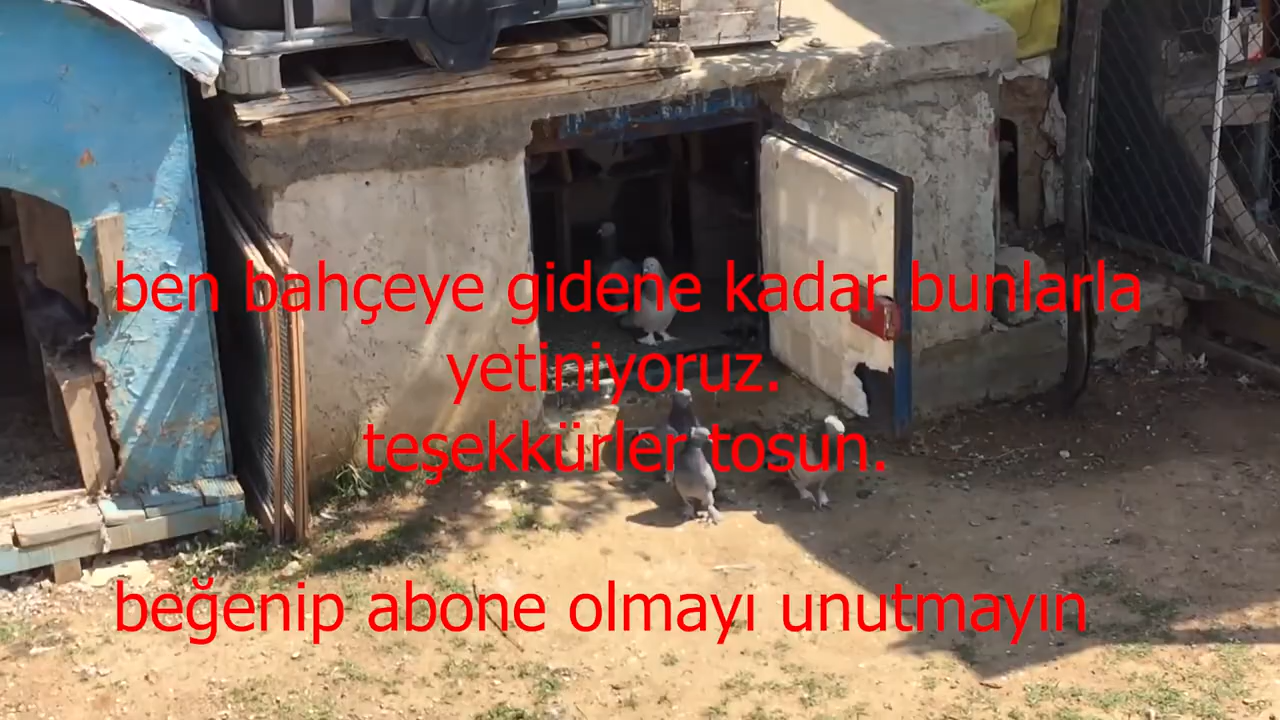 ben bahçeye gidene kadar bunlarla
yetiniyoruz.
teşekkürler tosun.
beğenip abone olmayı unutmayın